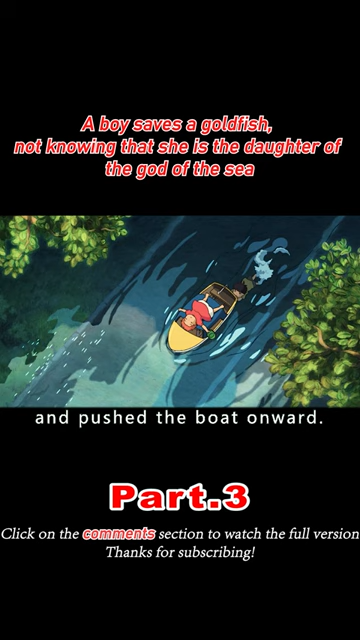 A boy saves a goldfish,
not knowing that she is the daughter of
the god of the sea
and pushed the boat onward.
Part.3
Click on the comments section to watch the full version
Thanks for subscribing!